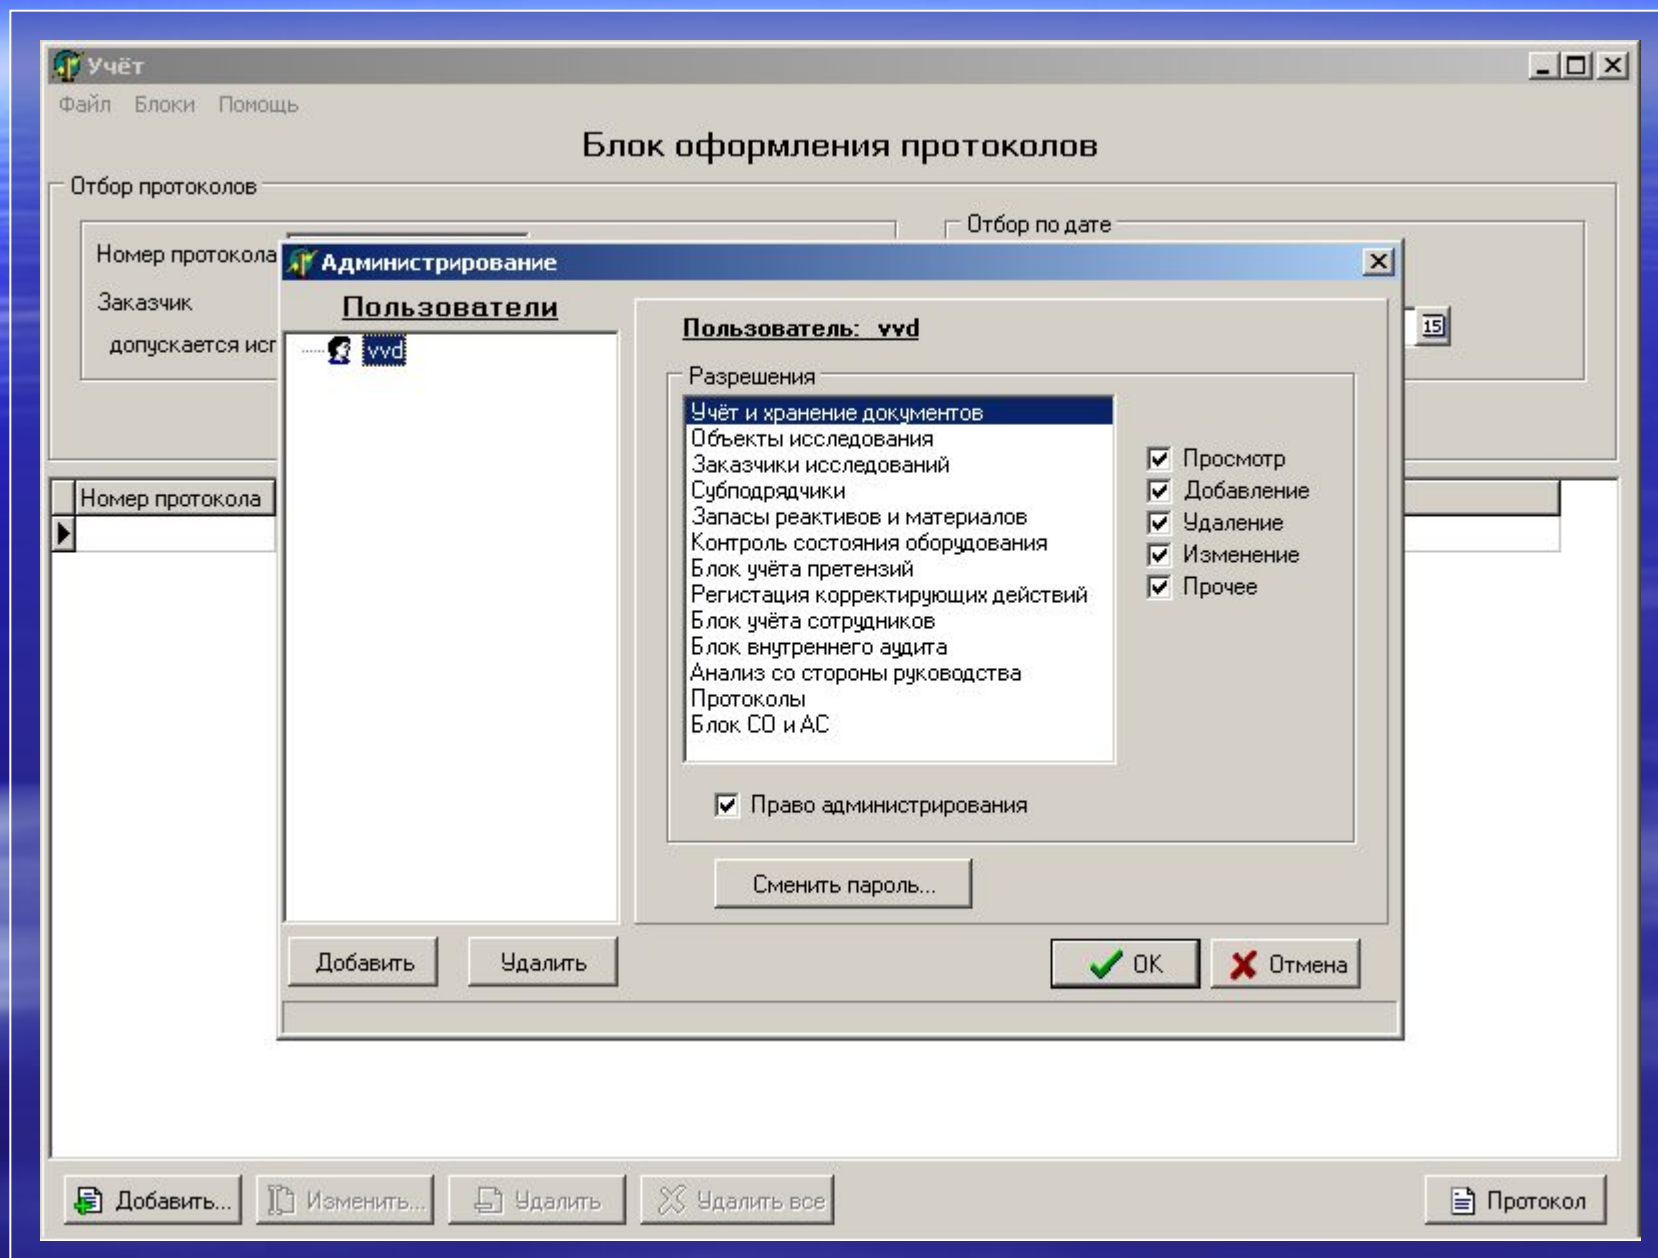 Учёт
Файл Блоки Помощь
Блок оформления протоколов
Отбор протоколов
Отбор по дате
Номер протокола
Заказчик
допускается исп
15
Администрирование
Пользователи
vvd
Пользователь: vvd
Разрешения
Учёт и хранение документов
Объекты исследования
Заказчики исследований
Субподрядчики
Запасы реактивов и материалов
Контроль состояния оборудования
Блок учёта претензий
Регистация корректирующих действий
Блок учёта сотрудников
Блок внутреннего аудита
Анализ со стороны руководства
Протоколы
Блок СО и АС
Просмотр
Добавление
Удаление
Изменение
Прочее
Право администрирования
Сменить пароль...
Добавить Удалить
OK Отмена
Номер протокола
Добавить... Изменить... Удалить Удалить все Протокол